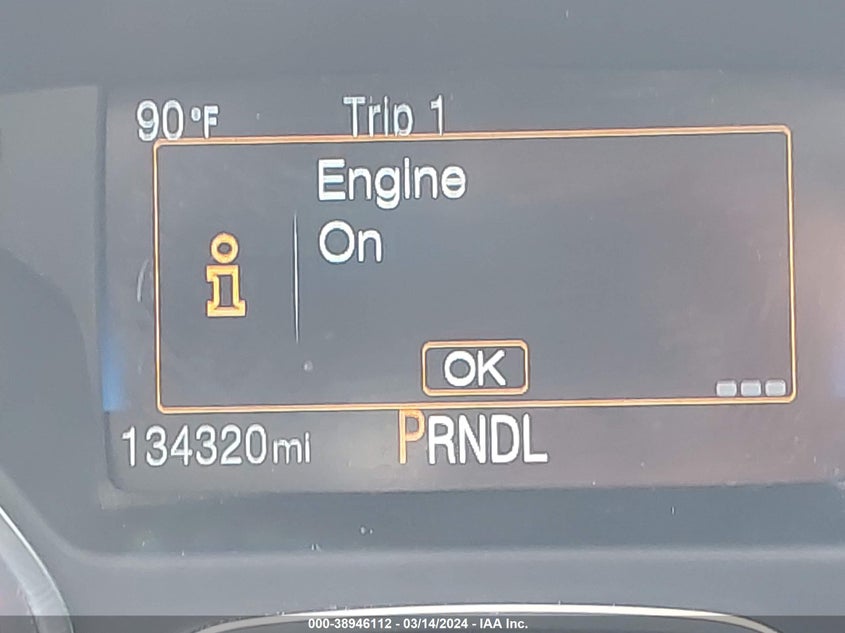 90°F Trip 1
Engine
On
OK
134320mi PRNDL
000-38946112 - 03/14/2024 - IAA Inc.